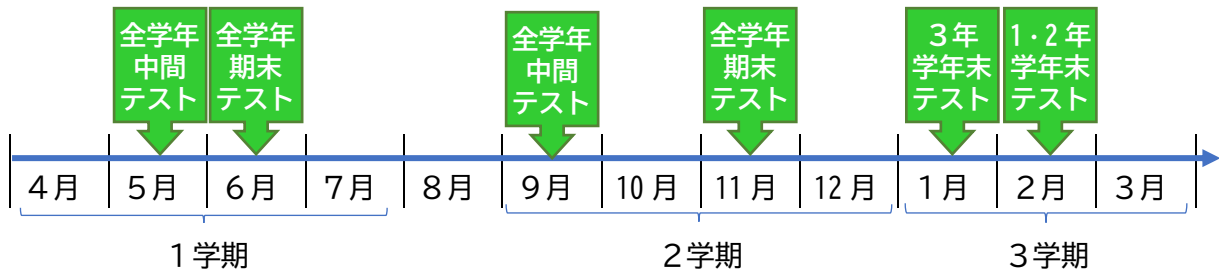 全学年
中間
テスト
全学年
期末
テスト
全学年
中間
テスト
全学年
期末
テスト
３年
学年末
テスト
1・2年
学年末
テスト
４月
５月
６月
７月
８月
９月
10月
11月
12月
１月
２月
３月
１学期
２学期
３学期